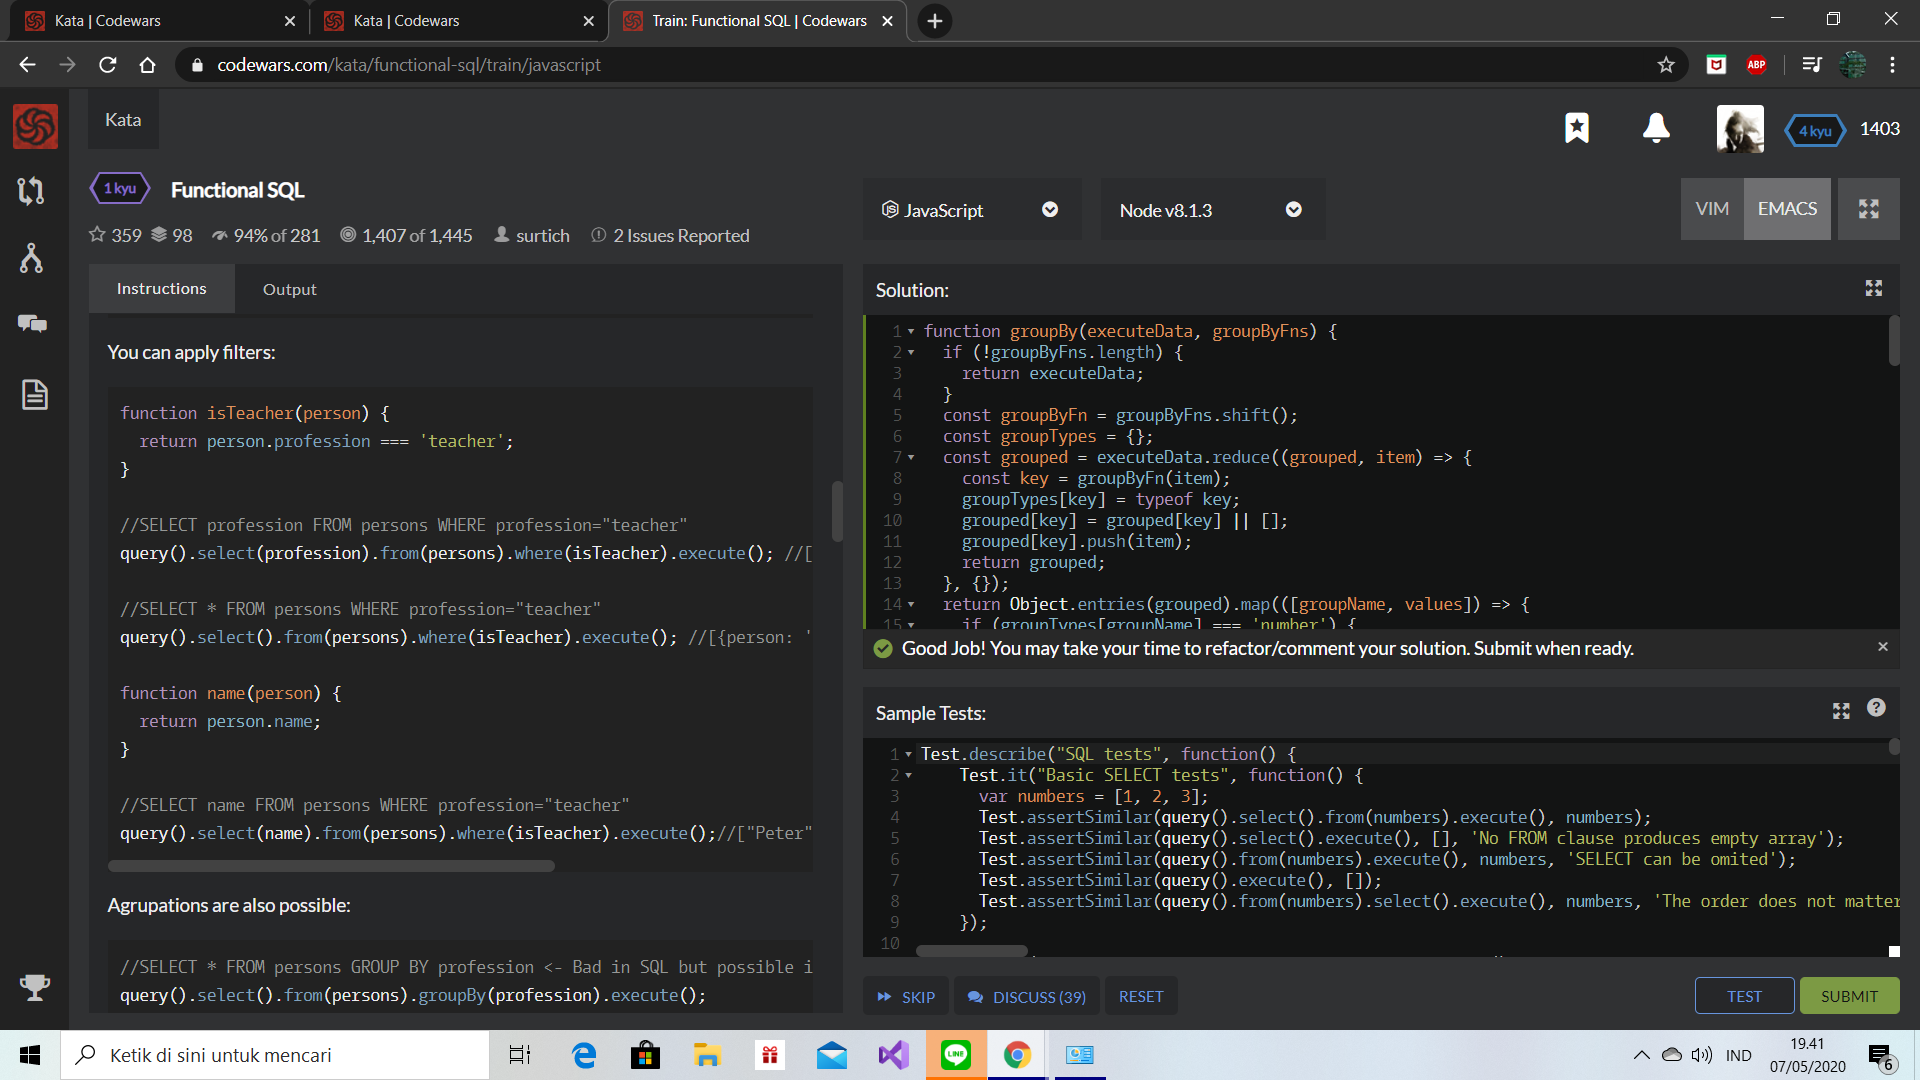 Kata | Codewars
Kata | Codewars
Train: Functional SQL | Codewars
codewars.com/kata/functional-sql/train/javascript
ABP
Kata
4 kyu
1403
1 kyu
Functional SQL
359
98
94% of 281
1,407 of 1,445
surtich
2 Issues Reported
JavaScript
Node v8.1.3
VIM
EMACS
Instructions
Output
You can apply filters:
function isTeacher(person) {
return person.profession === 'teacher';
}
//SELECT profession FROM persons WHERE profession="teacher"
query().select(profession).from(persons).where(isTeacher).execute(); //[
//SELECT * FROM persons WHERE profession="teacher"
query().select().from(persons).where(isTeacher).execute(); //[{person: '
function name(person) {
return person.name;
}
//SELECT name FROM persons WHERE profession="teacher"
query().select(name).from(persons).where(isTeacher).execute();//["Peter"
Agrupations are also possible:
//SELECT * FROM persons GROUP BY profession <- Bad in SQL but possible i
query().select().from(persons).groupBy(profession).execute();
Solution:
1 function groupBy(executeData, groupByFns) {
2 if (!groupByFns.length) {
3 return executeData;
4 }
5 const groupByFn = groupByFns.shift();
6 const groupTypes = {};
7 const grouped = executeData.reduce((grouped, item) => {
8 const key = groupByFn(item);
9 groupTypes[key] = typeof key;
10 grouped[key] = grouped[key] || [];
11 grouped[key].push(item);
12 return grouped;
13 }, {});
14 return Object.entries(grouped).map(([groupName, values]) => {
15 if (groupTypes[groupName] === 'number') {
Good Job! You may take your time to refactor/comment your solution. Submit when ready.
Sample Tests:
1 Test.describe("SQL tests", function() {
2 Test.it("Basic SELECT tests", function() {
3 var numbers = [1, 2, 3];
4 Test.assertSimilar(query().select().from(numbers).execute(), numbers);
5 Test.assertSimilar(query().select().execute(), [], 'No FROM clause produces empty array');
6 Test.assertSimilar(query().from(numbers).execute(), numbers, 'SELECT can be omited');
7 Test.assertSimilar(query().execute(), []);
8 Test.assertSimilar(query().from(numbers).select().execute(), numbers, 'The order does not matter
9 });
10
SKIP
DISCUSS (39)
RESET
TEST
SUBMIT
Ketik di sini untuk mencari
LINE
IND
19.41
07/05/2020
6